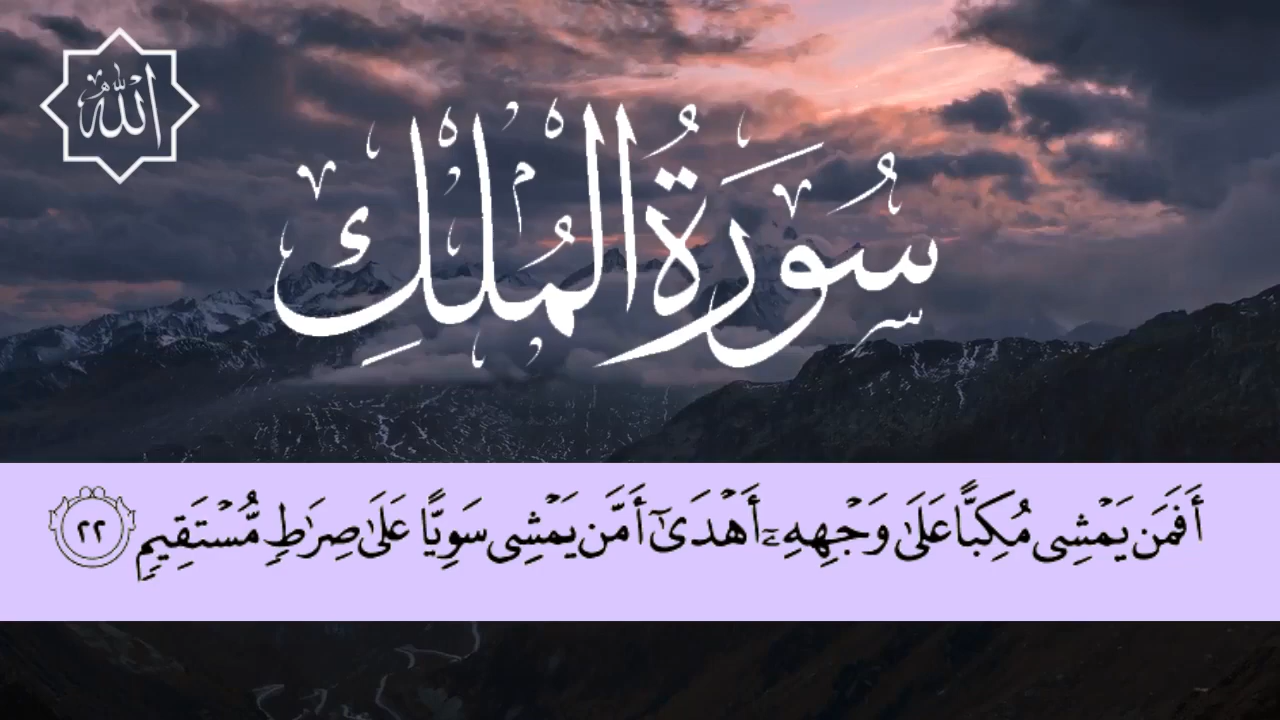 الله
سُورَةُ المُلْكِ
أَفَمَن يَمۡشِى مُكِبًّا عَلَىٰ وَجۡهِهِۦٓ أَهۡدَىٰٓ أَمَّن يَمۡشِى سَوِيًّا عَلَىٰ صِرَٰطٍ مُّسۡتَقِيمٍ ٢٢